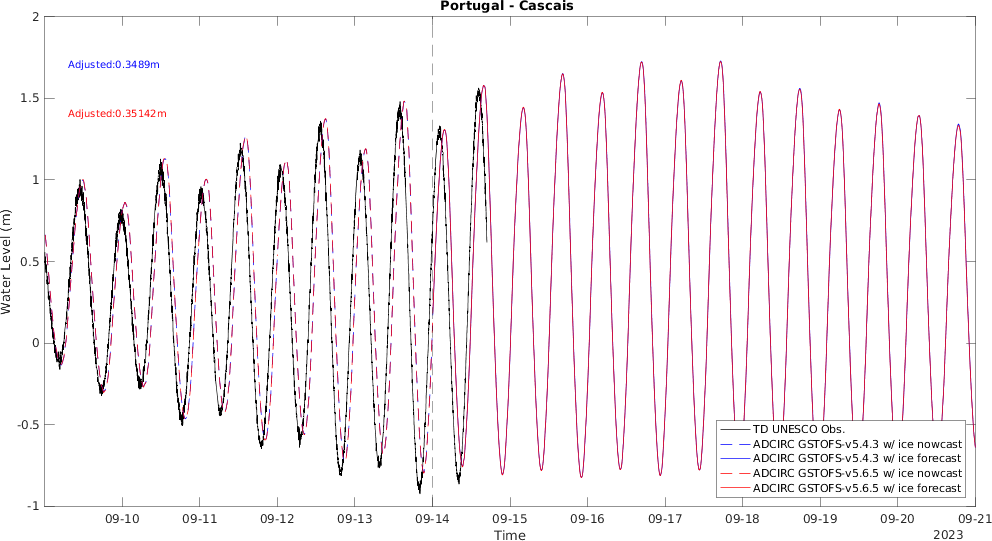 Portugal - Cascais
Adjusted:0.3489m
Adjusted:0.35142m
Water Level (m)
2
1.5
1
0.5
0
-0.5
-1
TD UNESCO Obs.
ADCIRC GSTOFS-v5.4.3 w/ ice nowcast
ADCIRC GSTOFS-v5.4.3 w/ ice forecast
ADCIRC GSTOFS-v5.6.5 w/ ice nowcast
ADCIRC GSTOFS-v5.6.5 w/ ice forecast
09-10 09-11 09-12 09-13 09-14 09-15 09-16 09-17 09-18 09-19 09-20 09-21
Time
2023